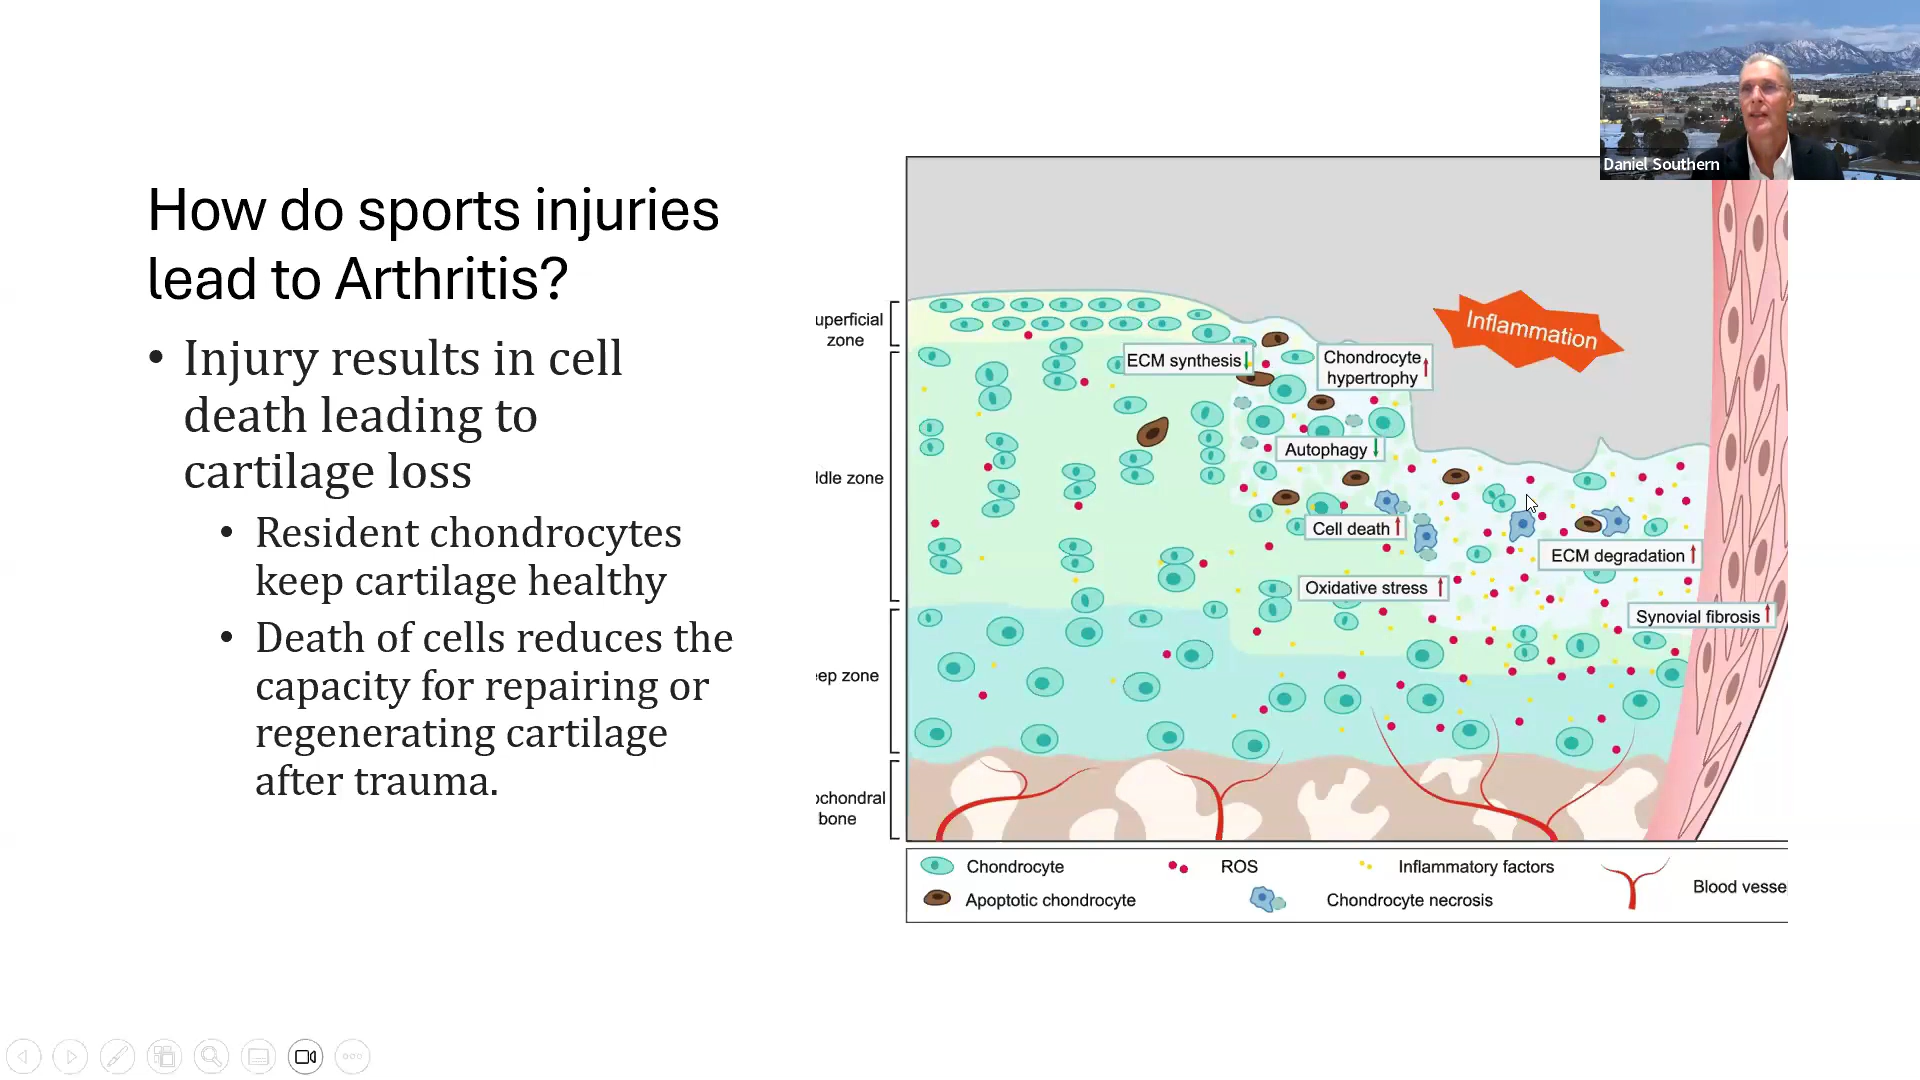 Daniel Southern
How do sports injuries
lead to Arthritis?
• Injury results in cell
death leading to
cartilage loss
• Resident chondrocytes
keep cartilage healthy
• Death of cells reduces the
capacity for repairing or
regenerating cartilage
after trauma.
uperficial
zone
ddle zone
eep zone
ochondral
bone
Inflammation
ECM synthesis↓
Chondrocyte
hypertrophy↑
Autophagy↓
Cell death↑
ECM degradation↑
Oxidative stress↑
Synovial fibrosis↑
Chondrocyte
ROS
Inflammatory factors
Blood vesse
Apoptotic chondrocyte
Chondrocyte necrosis